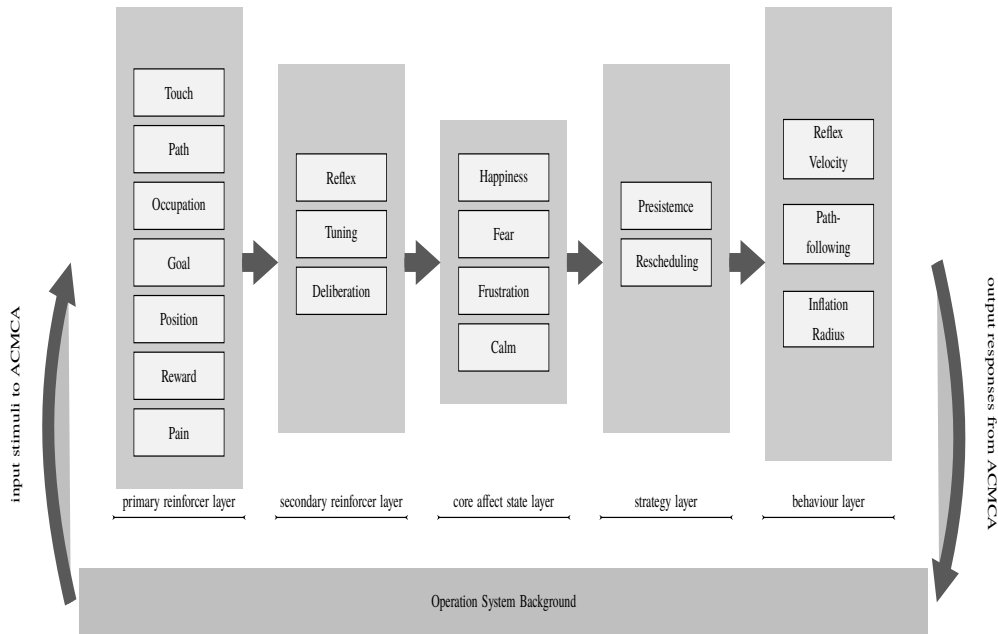 Touch
Path
Occupation
Goal
Position
Reward
Pain
primary reinforcer layer
Reflex
Tuning
Deliberation
secondary reinforcer layer
Happiness
Fear
Frustration
Calm
core affect state layer
Presistemce
Rescheduling
strategy layer
Reflex
Velocity
Path-
following
Inflation
Radius
behaviour layer
input stimuli to ACMCA
output responses from ACMCA
Operation System Background